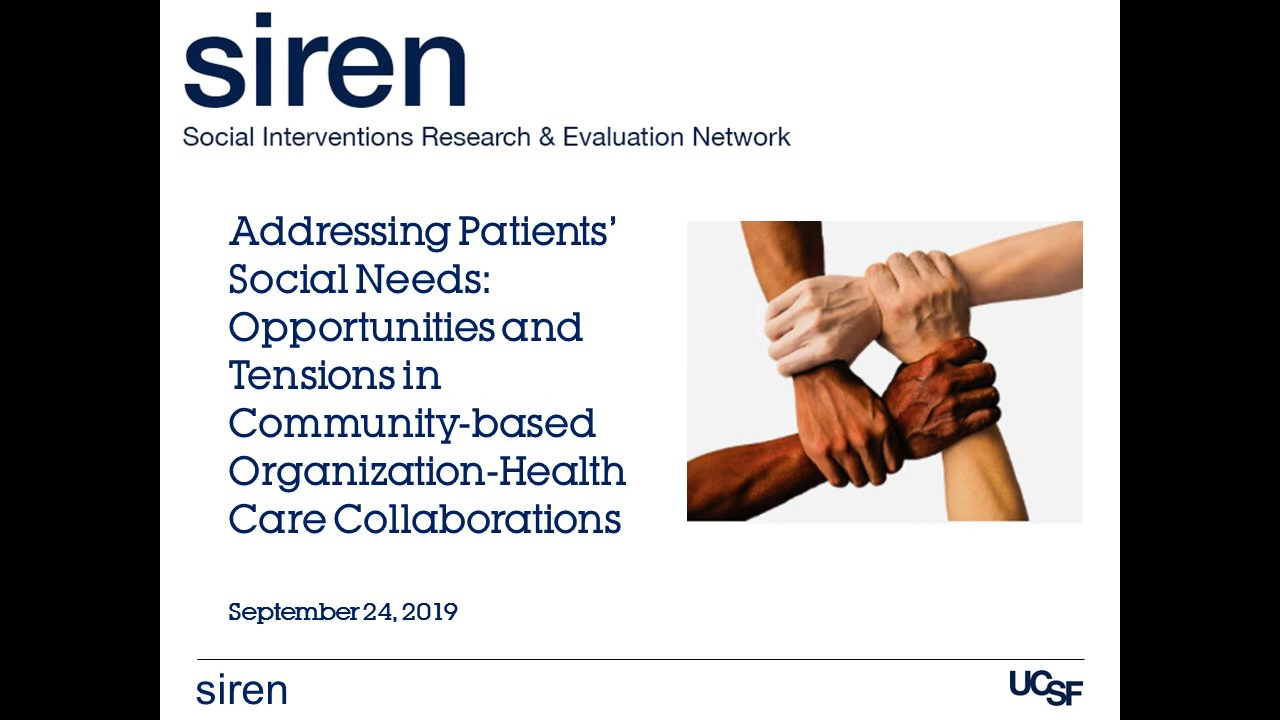 siren
Social Interventions Research & Evaluation Network
Addressing Patients’
Social Needs:
Opportunities and
Tensions in
Community-based
Organization-Health
Care Collaborations
September 24, 2019
siren
UCSF